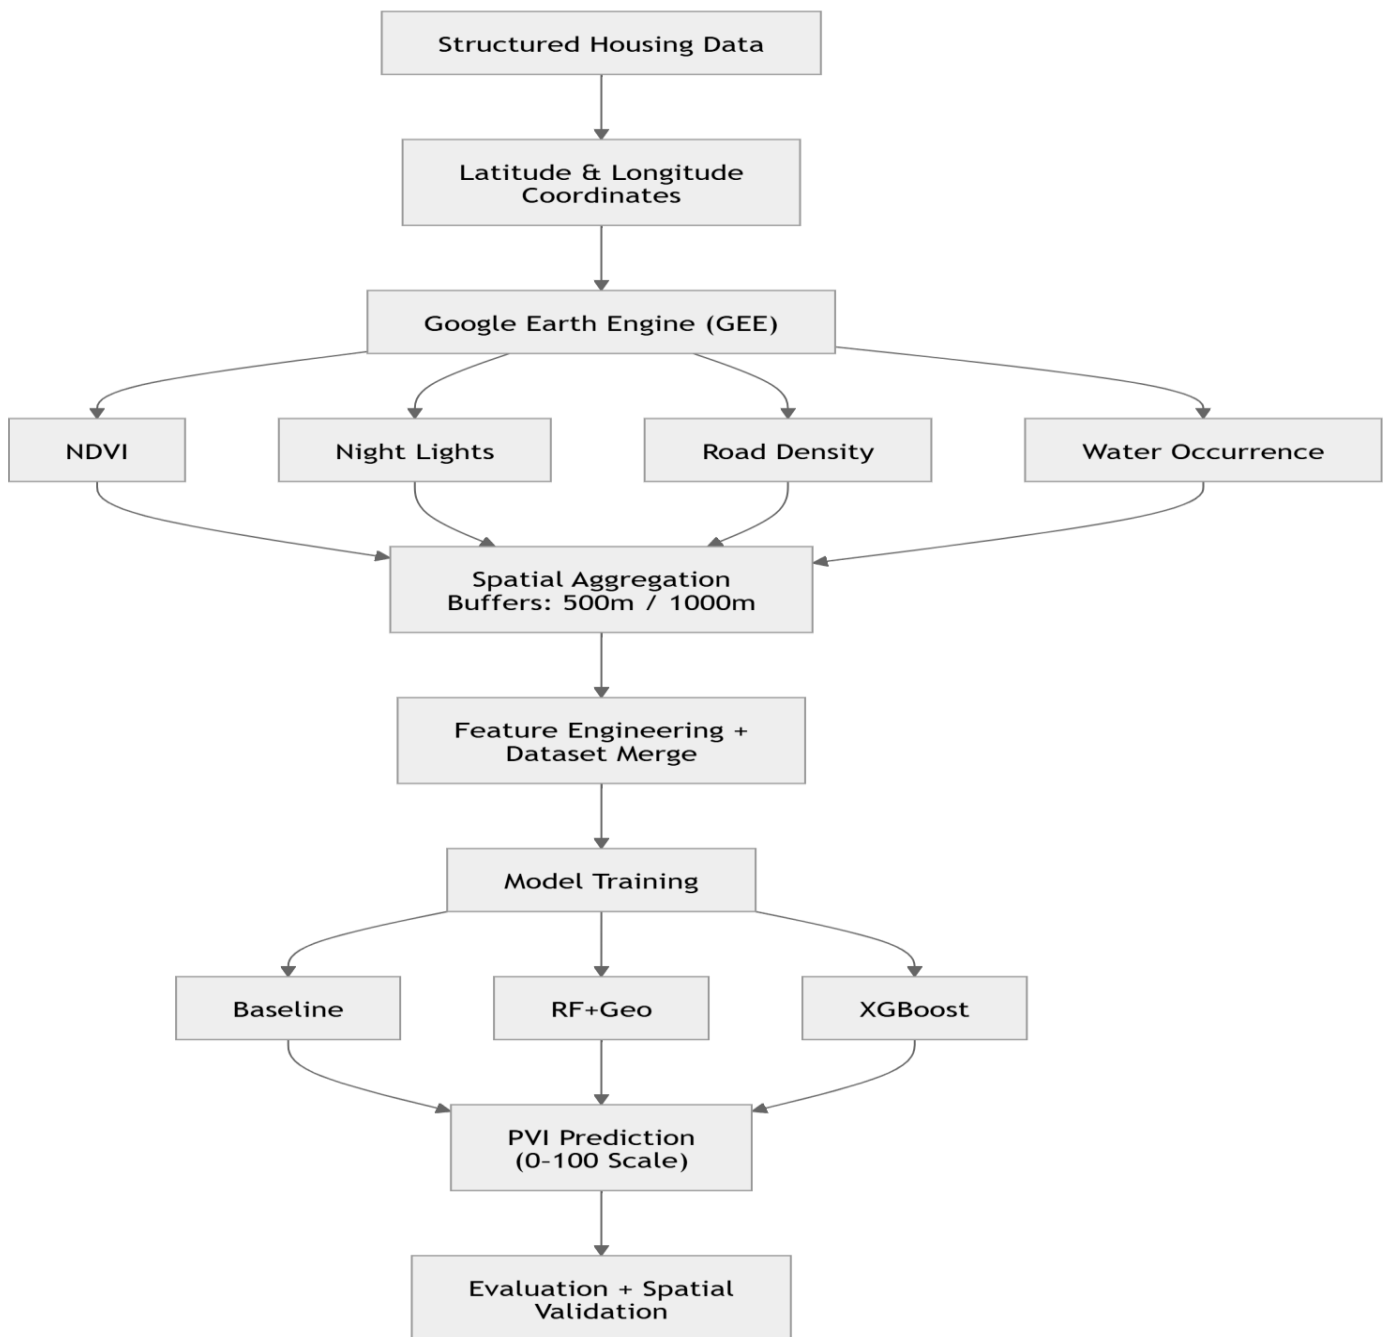 Structured Housing Data
Latitude & Longitude
Coordinates
Google Earth Engine (GEE)
NDVI
Night Lights
Road Density
Water Occurrence
Spatial Aggregation
Buffers: 500m / 1000m
Feature Engineering +
Dataset Merge
Model Training
Baseline
RF+Geo
XGBoost
PVI Prediction
(0-100 Scale)
Evaluation + Spatial
Validation